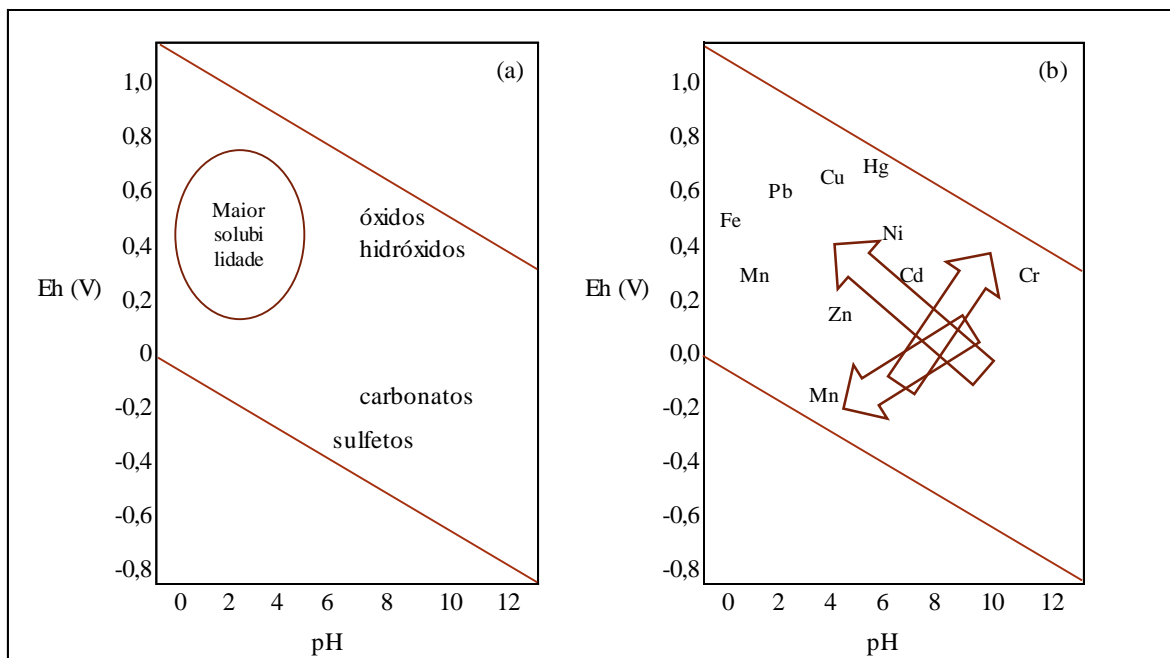 (a)
1,0
0,8
0,6
0,4
0,2
0
-0,2
-0,4
-0,6
-0,8
Eh (V)
Maior
solubi
lidade
óxidos
hidróxidos
carbonatos
sulfetos
0 2 4 6 8 10 12
pH
(b)
1,0
0,8
0,6
0,4
0,2
0,0
-0,2
-0,4
-0,6
-0,8
Eh (V)
Hg
Cu
Pb
Fe
Ni
Mn
Cd
Cr
Zn
Mn
0 2 4 6 8 10 12
pH